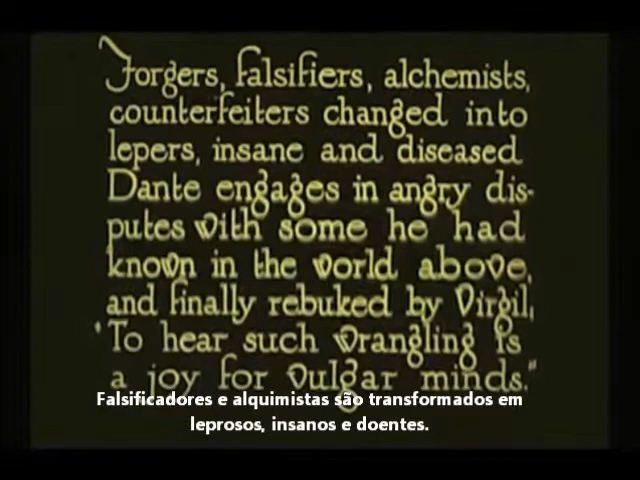 Forgers, falsifiers, alchemists,
counterfeiters changed into
lepers, insane and diseased
Dante engages in angry dis-
putes with some he had
known in the world above,
and finally rebuked by Virgil,
"To hear such wrangling is
a joy for vulgar minds."
Falsificadores e alquimistas são transformados em
leprosos, insanos e doentes.